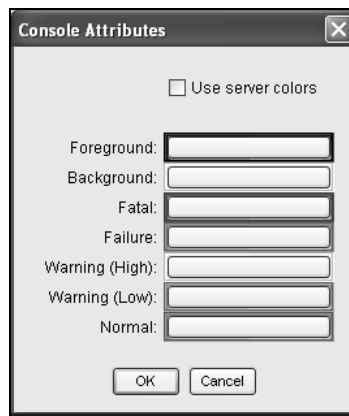 Console Attributes
Use server colors
Foreground:
Background:
Fatal:
Failure:
Warning (High):
Warning (Low):
Normal:
OK Cancel